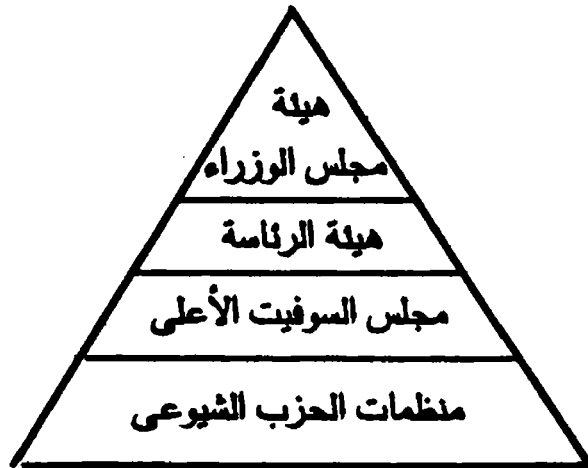 هيئة
مجلس الوزراء
هيئة الرئاسة
مجلس السوفيت الأعلى
منظمات الحزب الشيوعى